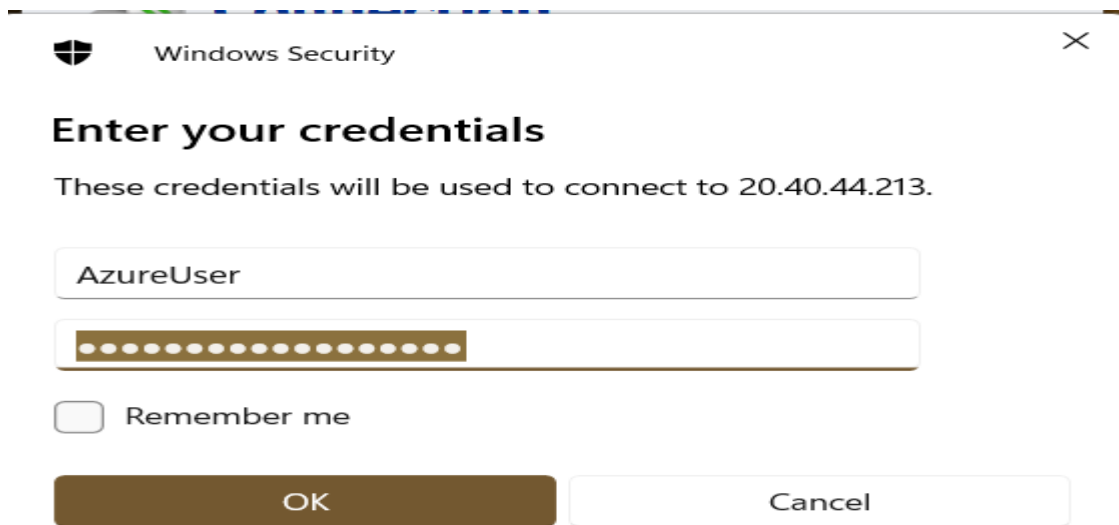 Windows Security
Enter your credentials
These credentials will be used to connect to 20.40.44.213.
AzureUser
●●●●●●●●●●●●●●●●●●
Remember me
OK
Cancel